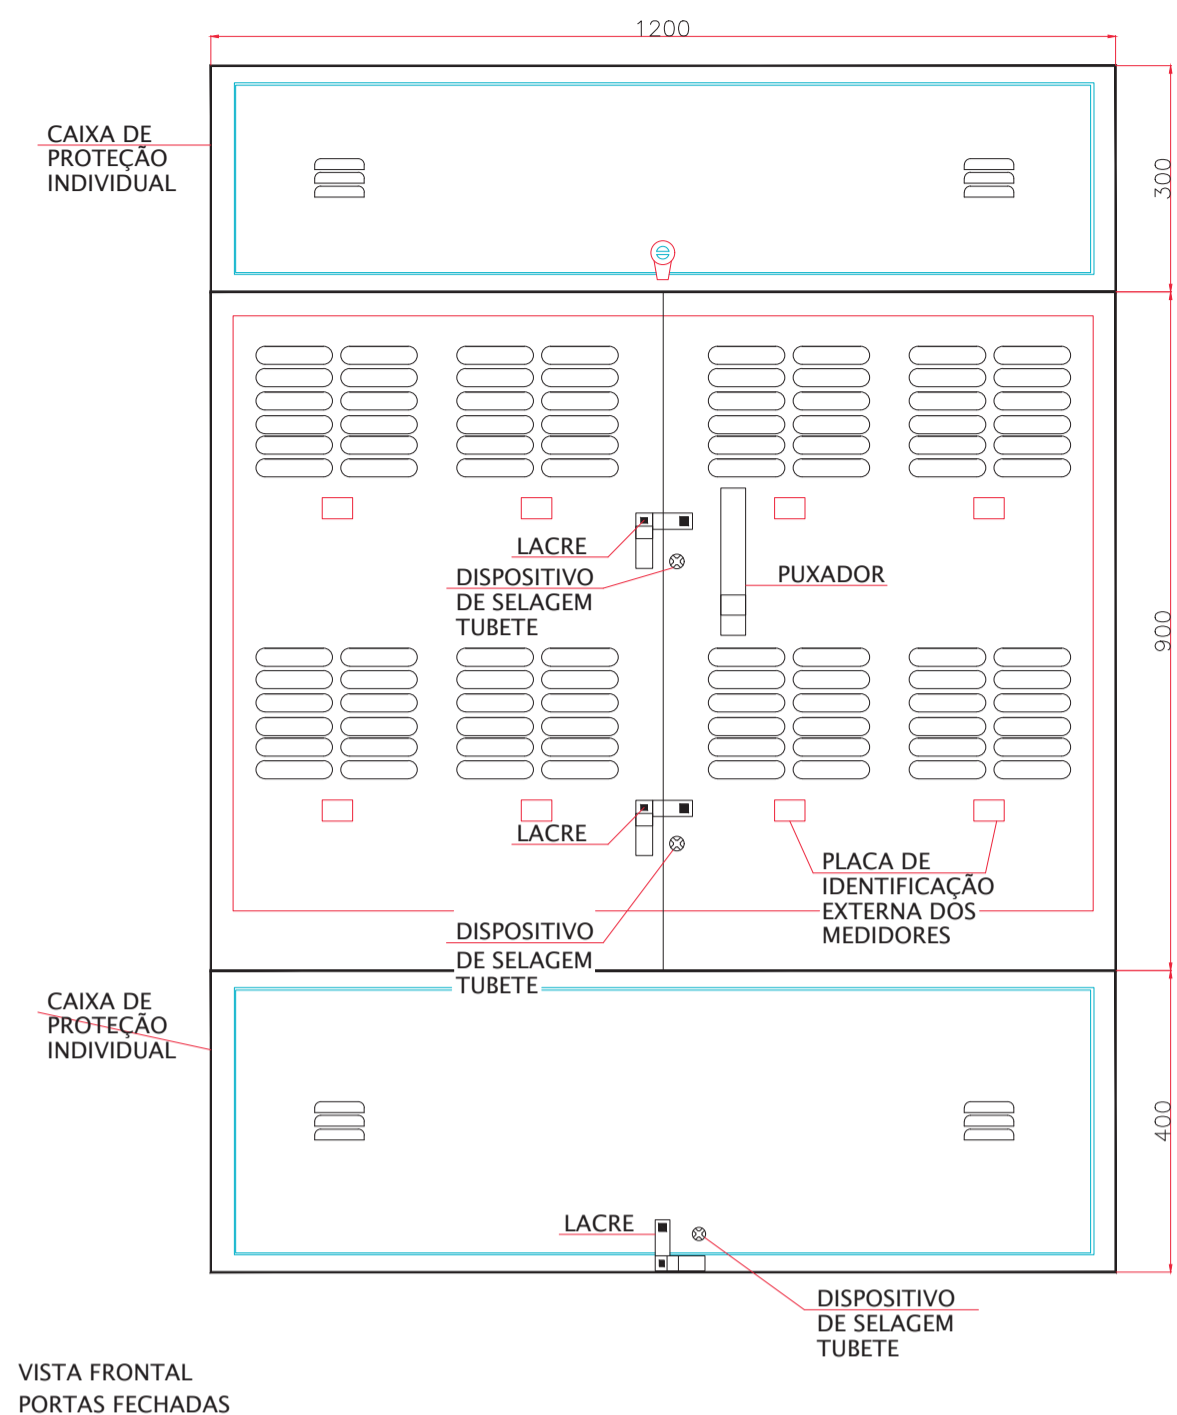 1200
CAIXA DE
PROTEÇÃO
INDIVIDUAL
300
LACRE
DISPOSITIVO
DE SELAGEM
TUBETE
PUXADOR
900
LACRE
PLACA DE
IDENTIFICAÇÃO
EXTERNA DOS
MEDIDORES
DISPOSITIVO
DE SELAGEM
TUBETE
CAIXA DE
PROTEÇÃO
INDIVIDUAL
400
LACRE
DISPOSITIVO
DE SELAGEM
TUBETE
VISTA FRONTAL
PORTAS FECHADAS